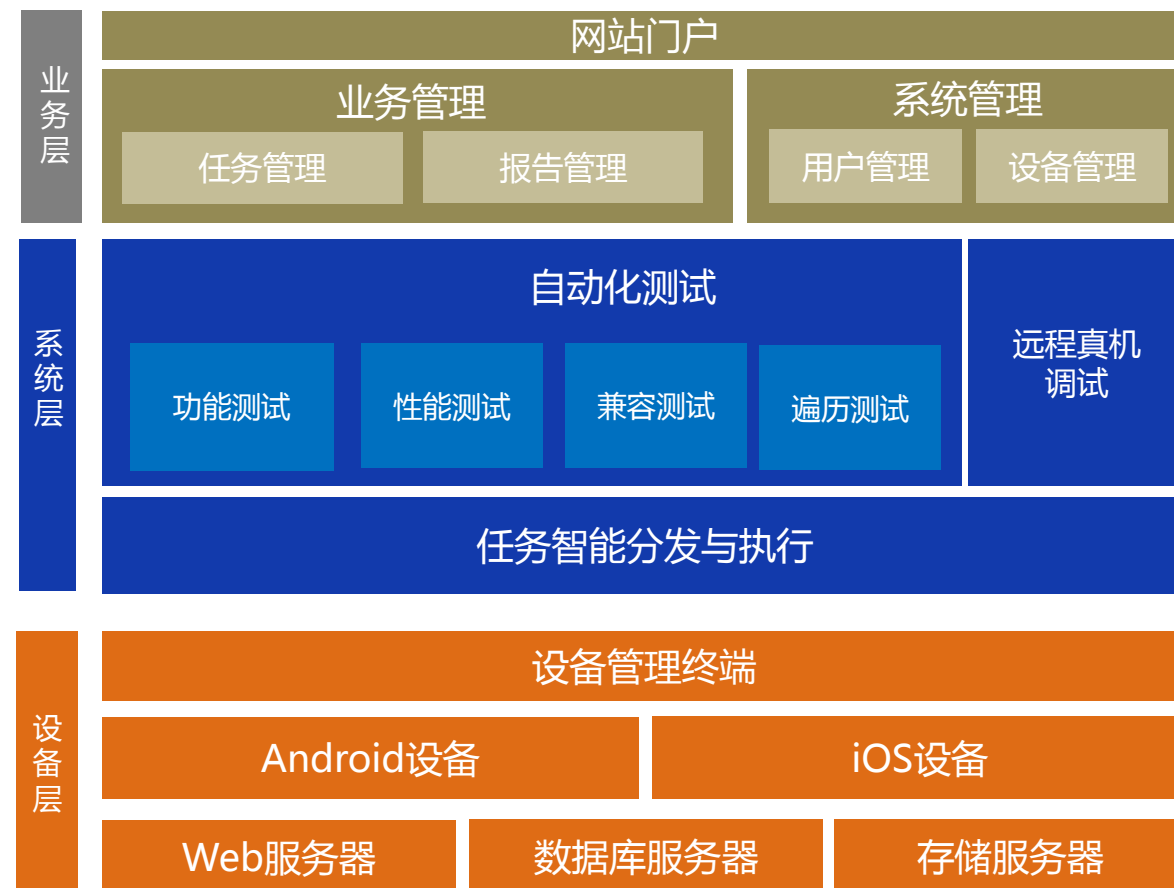 业务层
网站门户
业务管理
系统管理
任务管理
报告管理
用户管理
设备管理
系统层
自动化测试
功能测试
性能测试
兼容测试
遍历测试
远程真机
调试
任务智能分发与执行
设备层
设备管理终端
Android设备
iOS设备
Web服务器
数据库服务器
存储服务器